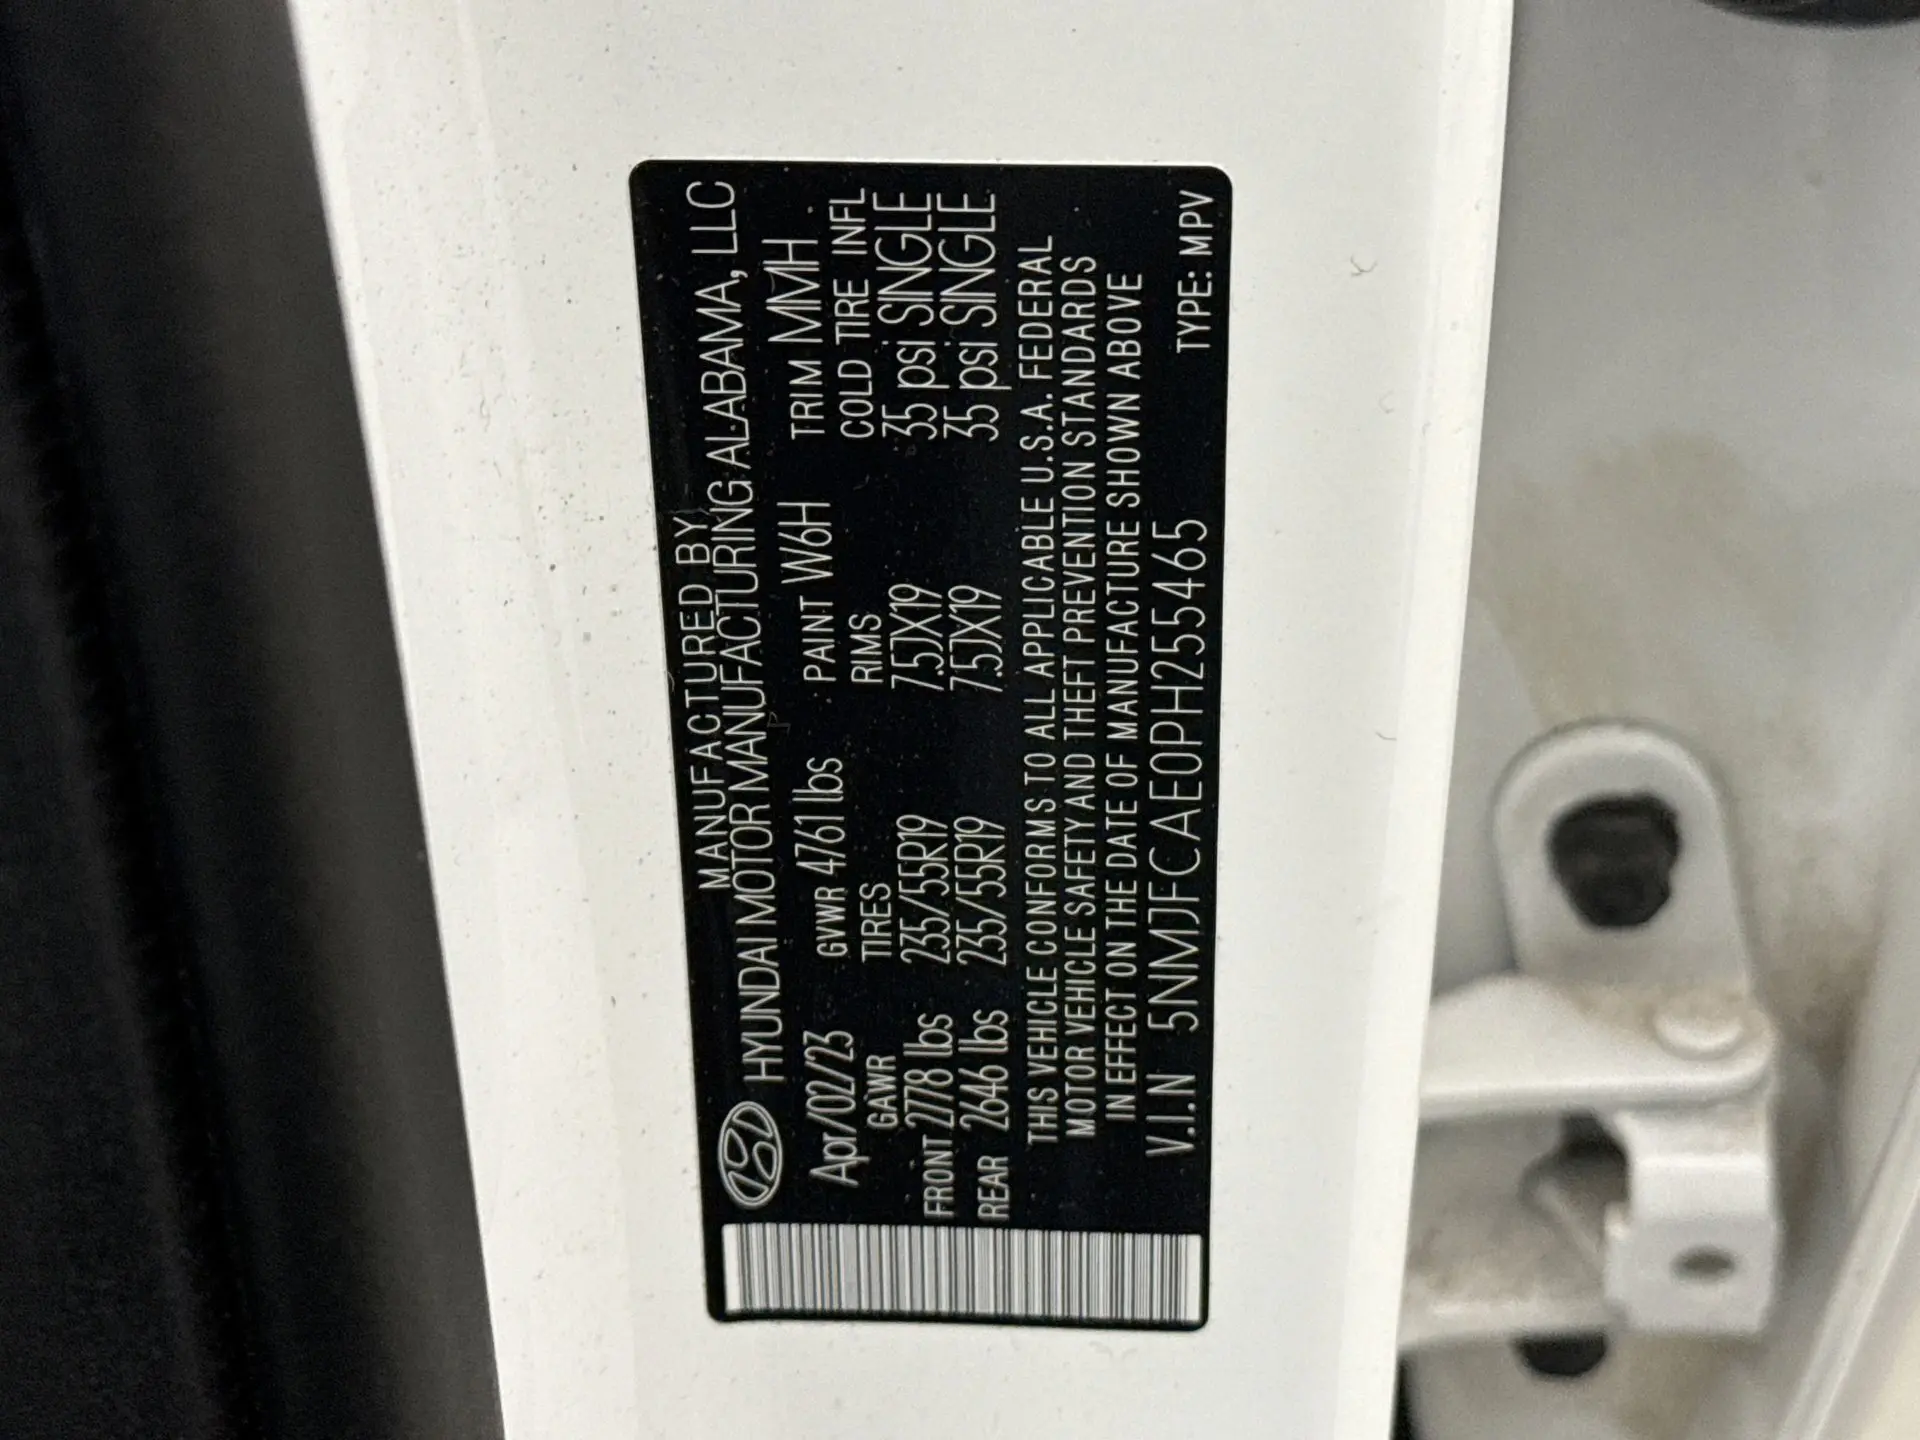 MANUFACTURED BY
HYUNDAI MOTOR MANUFACTURING ALABAMA, LLC
Apr/02/23 GWWR 4761 lbs PAINT W6H TRIM MMH
GAWR TIRES RIMS COLD TIRE INFL
FRONT 2778 lbs 235/55R19 7.5JX19 35 psi SINGLE
REAR 2646 lbs 235/55R19 7.5JX19 35 psi SINGLE
THIS VEHICLE CONFORMS TO ALL APPLICABLE U.S.A. FEDERAL
MOTOR VEHICLE SAFETY AND THEFT PREVENTION STANDARDS
IN EFFECT ON THE DATE OF MANUFACTURE SHOWN ABOVE
V.I.N 5NMJFCAE0PH255465 TYPE: MPV